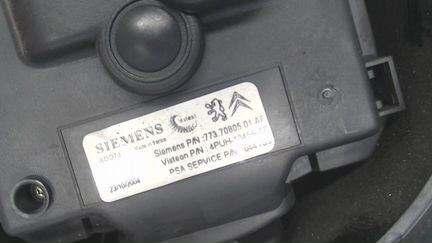 SIEMENS
Made in France
23/10/2004
Siemens P/N :773.70805.01 AF
Visteon P/N : 4PUH-
PSA SERVICE P/N :